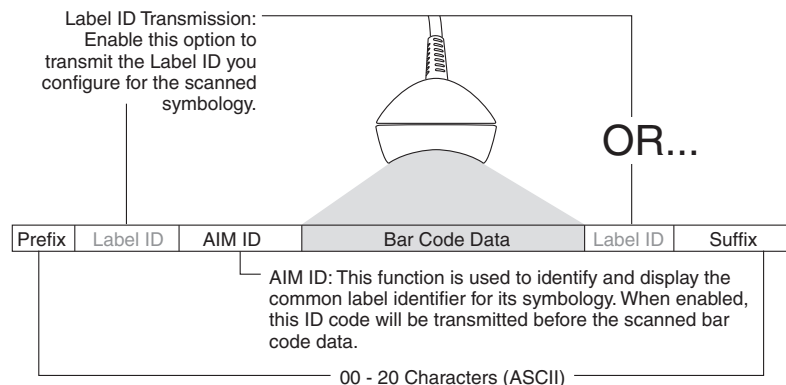 Label ID Transmission:
Enable this option to
transmit the Label ID you
configure for the scanned
symbology.
OR...
Prefix Label ID AIM ID Bar Code Data Label ID Suffix
AIM ID: This function is used to identify and display the
common label identifier for its symbology. When enabled,
this ID code will be transmitted before the scanned bar
code data.
00 - 20 Characters (ASCII)